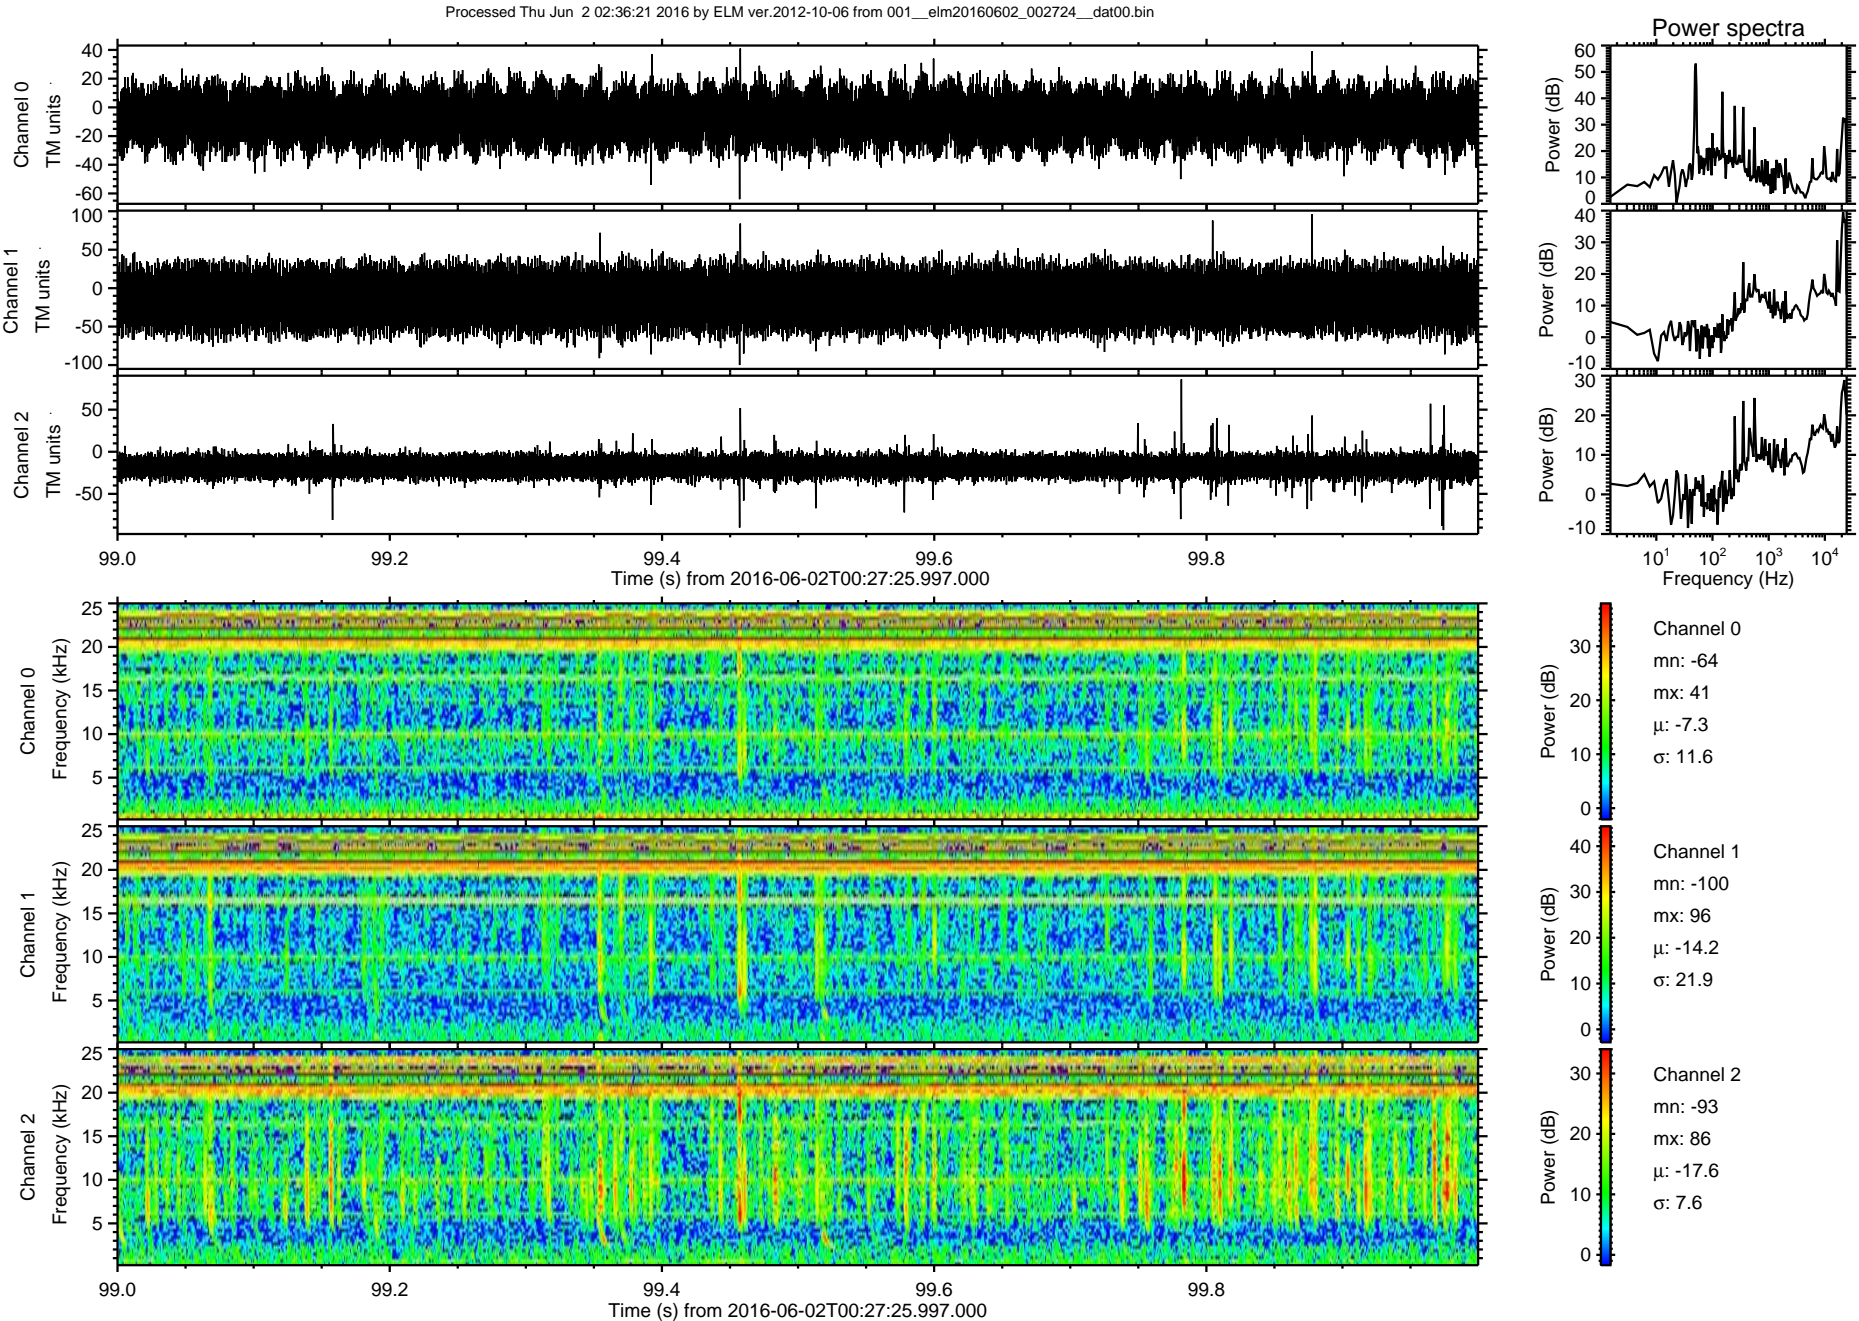 Processed Thu Jun  2 02:36:21 2016 by ELM ver.2012-10-06 from 001__elm20160602_002724__dat00.bin
Power spectra
Channel 0
TM units
40
20
0
-20
-40
-60
Power (dB)
60
50
40
30
20
10
0
Channel 1
TM units
100
50
0
-50
-100
Power (dB)
40
30
20
10
0
-10
Channel 2
TM units
50
0
-50
Power (dB)
30
20
10
0
-10
99.0 99.2 99.4 99.6 99.8
Time (s) from 2016-06-02T00:27:25.997.000
10^1 10^2 10^3 10^4
Frequency (Hz)
Channel 0
Frequency (kHz)
25
20
15
10
5
Power (dB)
30
20
10
0
Channel 0
mn: -64
mx: 41
μ: -7.3
σ: 11.6
Channel 1
Frequency (kHz)
25
20
15
10
5
Power (dB)
40
30
20
10
0
Channel 1
mn: -100
mx: 96
μ: -14.2
σ: 21.9
Channel 2
Frequency (kHz)
25
20
15
10
5
Power (dB)
30
20
10
0
Channel 2
mn: -93
mx: 86
μ: -17.6
σ: 7.6
99.0 99.2 99.4 99.6 99.8
Time (s) from 2016-06-02T00:27:25.997.000